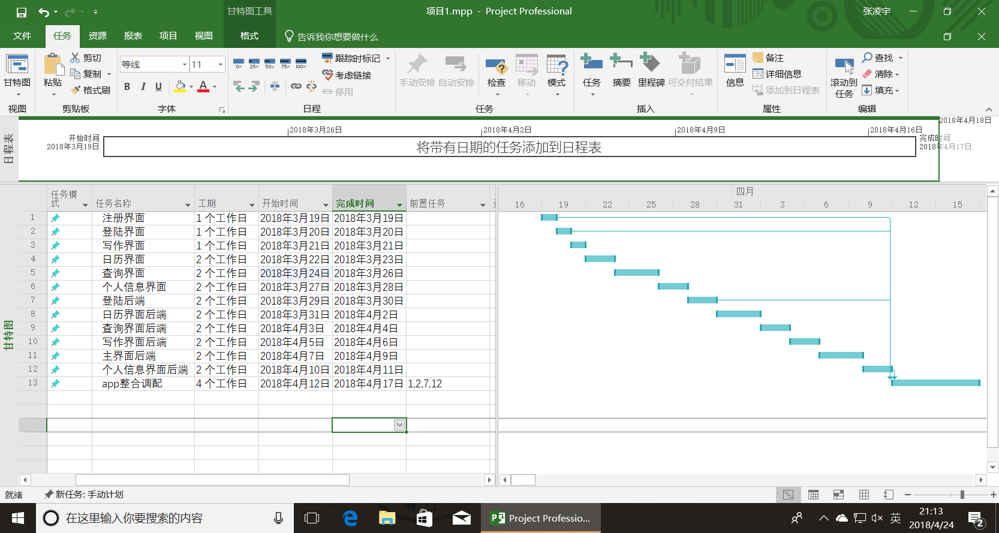 甘特图工具
项目1.mpp - Project Professional
张凌宇
文件
任务
资源
报表
项目
视图
格式
告诉我你想要做什么
甘特图
视图
粘贴
剪切
复制
格式刷
剪贴板
等线
11
B I U
A
字体
0% 25% 50% 75% 100%
跟踪时标记
考虑链接
停用
日程
手动安排
自动安排
检查
移动
模式
任务
任务
摘要
里程碑
可交付结果
插入
信息
备注
详细信息
添加到日程表
属性
滚动到
任务
查找
清除
填充
编辑
日程表
2018年3月26日
2018年4月2日
2018年4月9日
2018年4月16日
2018年4月18日
开始时间
2018年3月19日
将带有日期的任务添加到日程表
完成时间
2018年4月17日
甘特图
任务模式 任务名称 工期 开始时间 完成时间 前置任务
四月
16 19 22 25 28 31 3 6 9 12 15
1 注册界面 1 个工作日 2018年3月19日 2018年3月19日
2 登陆界面 1 个工作日 2018年3月20日 2018年3月20日
3 写作界面 1 个工作日 2018年3月21日 2018年3月21日
4 日历界面 2 个工作日 2018年3月22日 2018年3月23日
5 查询界面 2 个工作日 2018年3月24日 2018年3月26日
6 个人信息界面 2 个工作日 2018年3月27日 2018年3月28日
7 登陆后端 2 个工作日 2018年3月29日 2018年3月30日
8 日历界面后端 2 个工作日 2018年3月31日 2018年4月2日
9 查询界面后端 2 个工作日 2018年4月3日 2018年4月4日
10 写作界面后端 2 个工作日 2018年4月5日 2018年4月6日
11 主界面后端 2 个工作日 2018年4月7日 2018年4月9日
12 个人信息界面后端 2 个工作日 2018年4月10日 2018年4月11日
13 app整合调配 4 个工作日 2018年4月12日 2018年4月17日 1,2,7,12
就绪
新任务: 手动计划
在这里输入你要搜索的内容
Project Professio...
英
21:13
2018/4/24
2